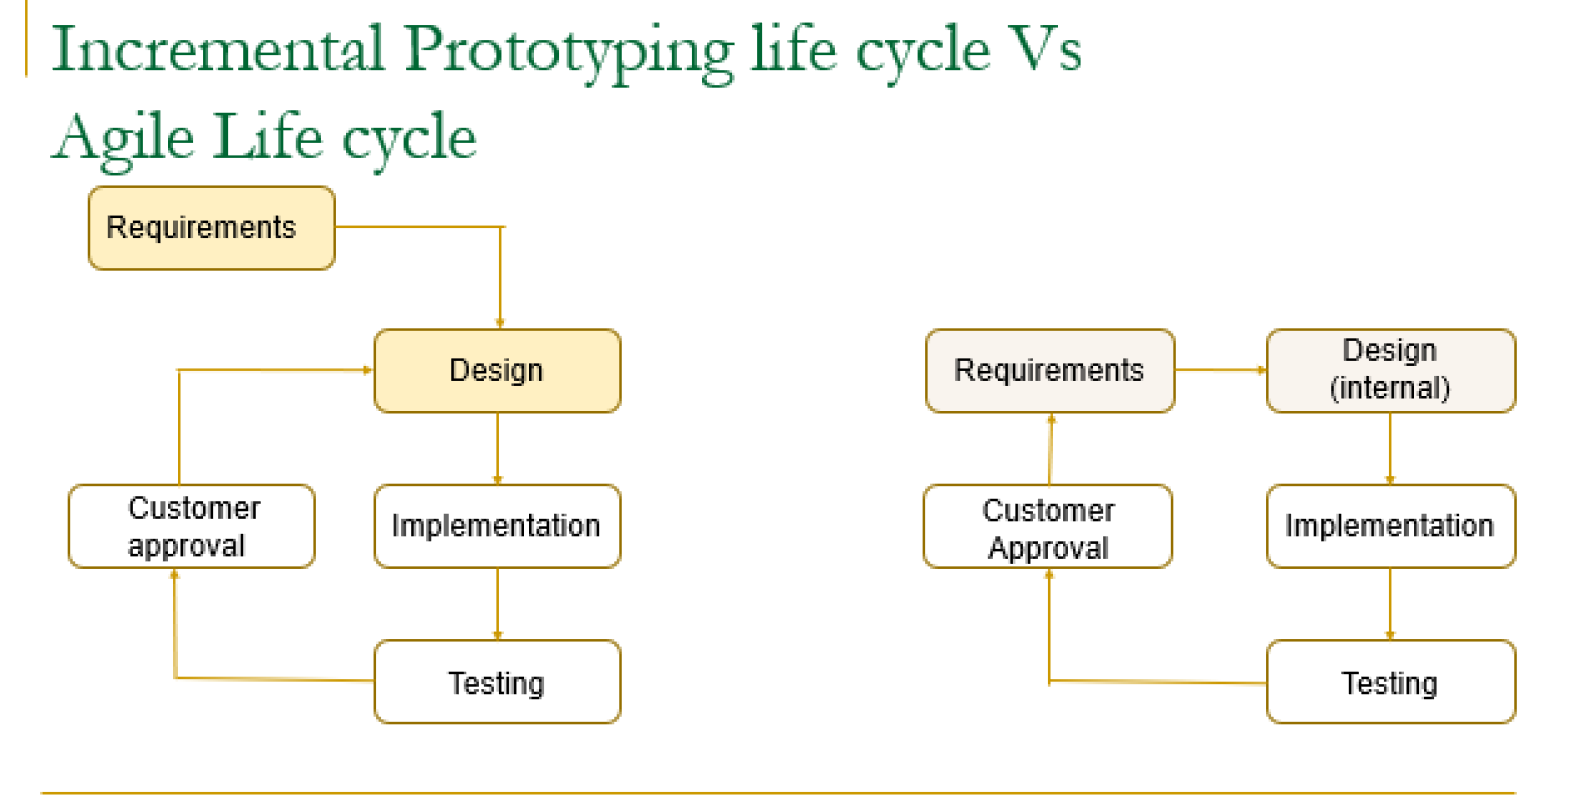 Incremental Prototyping life cycle Vs
Agile Life cycle
Requirements
Design
Customer
approval
Implementation
Testing
Requirements
Design
(internal)
Customer
Approval
Implementation
Testing